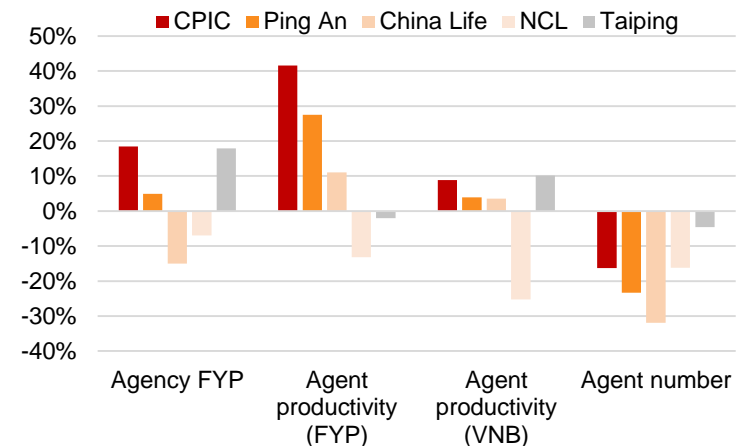 CPIC Ping An China Life NCL Taiping
50%
40%
30%
20%
10%
0%
-10%
-20%
-30%
-40%
Agency FYP
Agent
productivity
(FYP)
Agent
productivity
(VNB)
Agent number